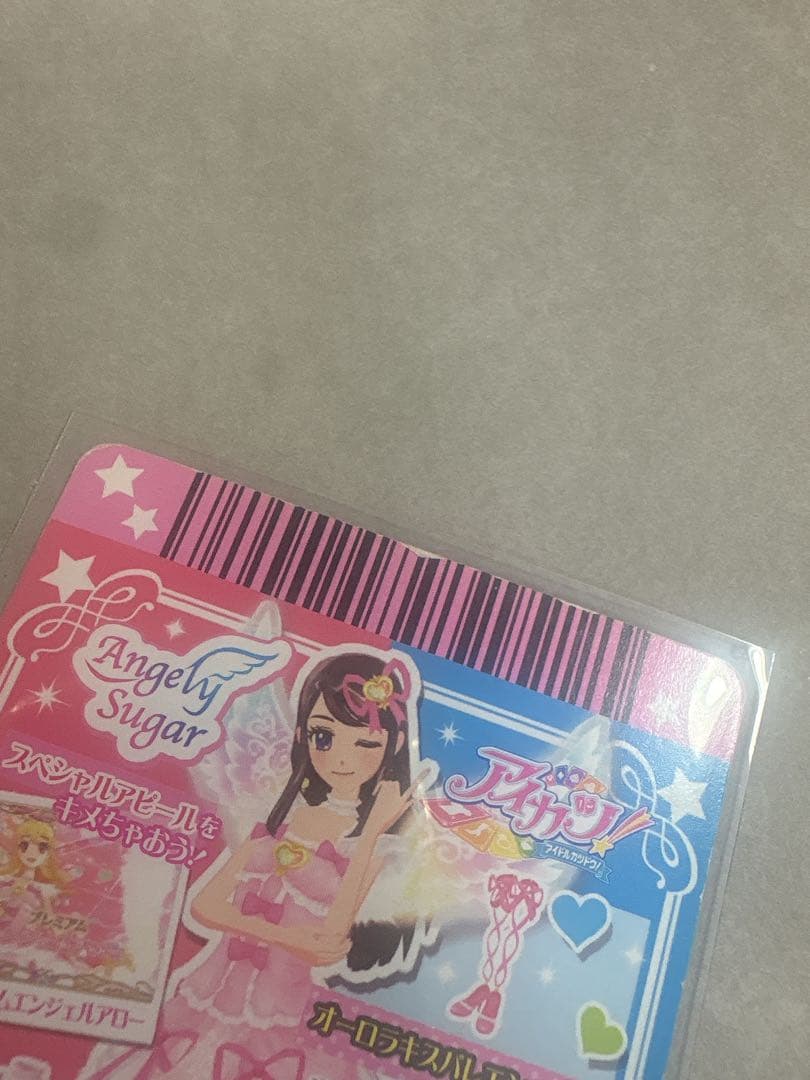 Angely
Sugar
スペシャルアピールを
キメちゃおう!
アイカツ!
アイドルカツドウ!
プレミアム
ムエンジェルアロー
オーロラキスバレエ